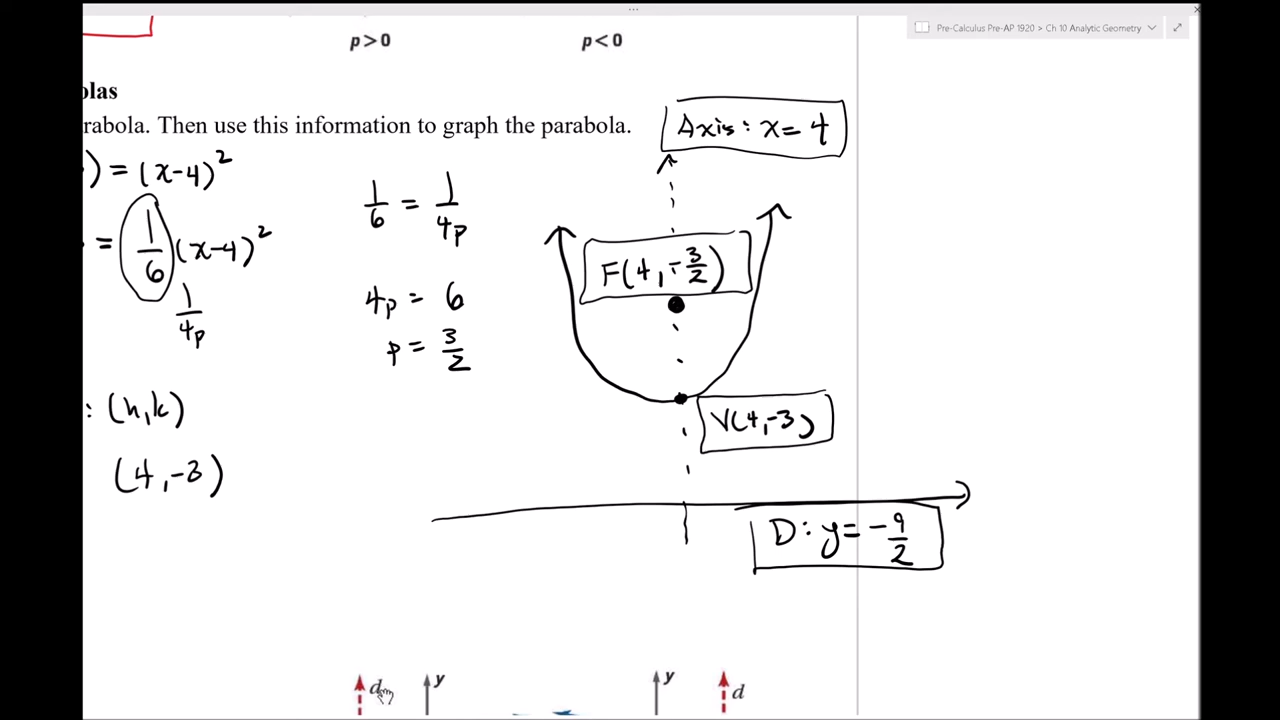 ...
Pre-Calculus Pre-AP 1920 > Ch 10 Analytic Geometry
p>0
p<0
olas
rabola. Then use this information to graph the parabola.
Axis: x=4
) = (x-4)²
= 1/6 (x-4)²
1/4p
1/6 = 1/4p
4p = 6
p = 3/2
F(4, -3/2)
: (h,k)
(4,-3)
V(4,-3)
D: y = -9/2
d
y
y
d